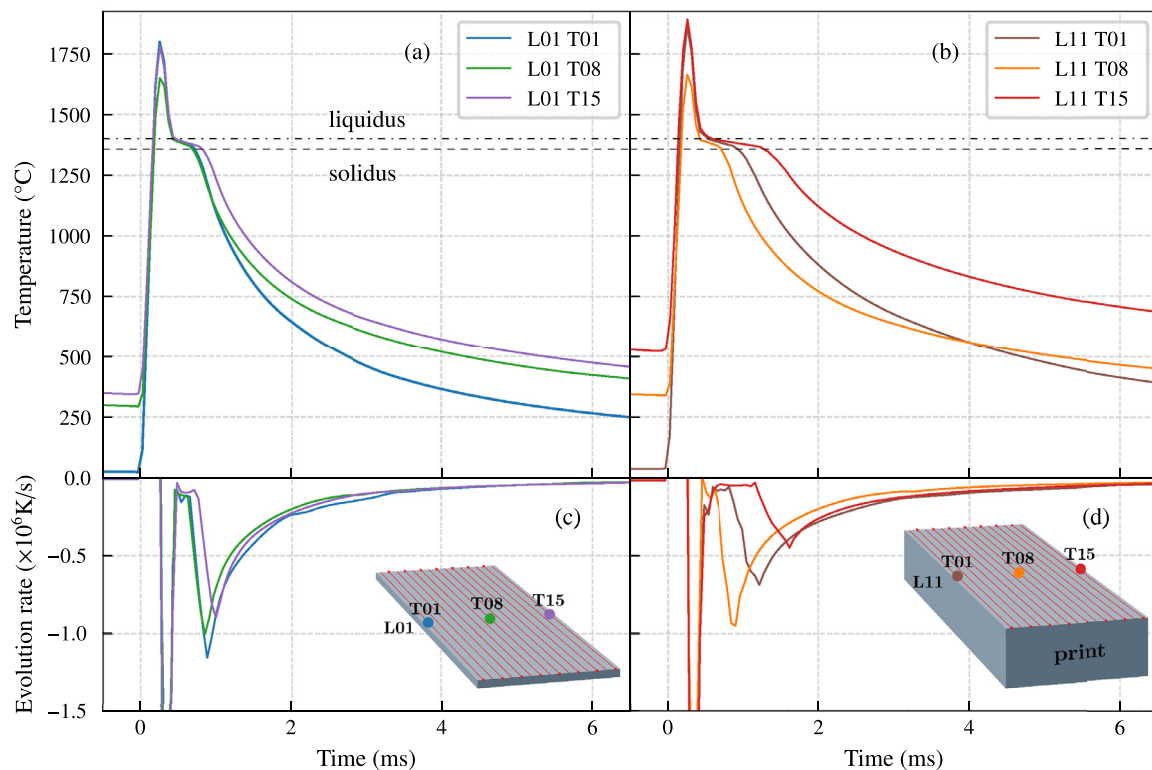 (a)
L01 T01
L01 T08
L01 T15
liquidus
solidus
Temperature (°C)
1750
1500
1250
1000
750
500
250
(b)
L11 T01
L11 T08
L11 T15
Evolution rate (×10⁶K/s)
0.0
−0.5
−1.0
−1.5
(c)
T01
T08
T15
L01
(d)
T01
T08
T15
L11
print
0
2
4
6
0
2
4
6
Time (ms)
Time (ms)